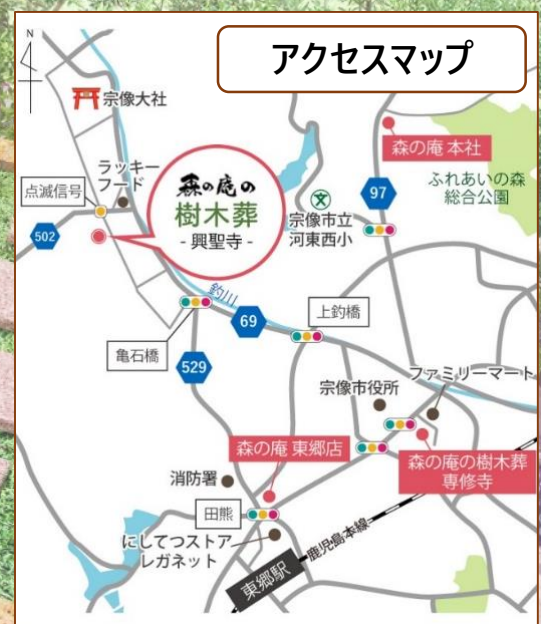 アクセスマップ
N
宗像大社
ラッキー
フード
点滅信号
502
森の庵の
樹木葬
- 興聖寺 -
森の庵 本社
97
ふれあいの森
総合公園
宗像市立
河東西小
釣川
69
上釣橋
亀石橋
529
宗像市役所
ファミリーマート
森の庵 東郷店
森の庵の樹木葬
専修寺
消防署
田熊
にしてつストア
レガネット
東郷駅
鹿児島本線